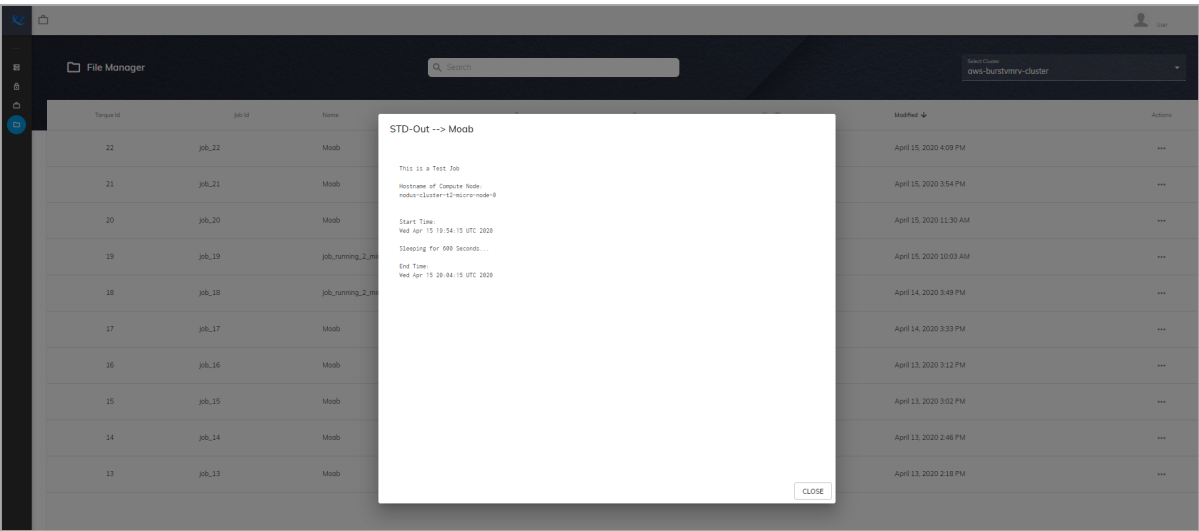 User
File Manager
Search
Select Cluster
aws-burstvmrv-cluster
Torque Id Job Id Name Modified Actions
STD-Out --> Moab
This is a Test Job
Hostname of Compute Node:
nodus-cluster-t2-micro-node-0
Start Time:
Wed Apr 15 19:54:15 UTC 2020
Sleeping for 600 Seconds...
End Time:
Wed Apr 15 20:04:15 UTC 2020
CLOSE
22 job_22 Moab April 15, 2020 4:09 PM
21 job_21 Moab April 15, 2020 3:54 PM
20 job_20 Moab April 15, 2020 11:30 AM
19 job_19 job_running_2_mi April 15, 2020 10:03 AM
18 job_18 job_running_2_mi April 14, 2020 3:49 PM
17 job_17 Moab April 14, 2020 3:33 PM
16 job_16 Moab April 13, 2020 3:12 PM
15 job_15 Moab April 13, 2020 3:02 PM
14 job_14 Moab April 13, 2020 2:46 PM
13 job_13 Moab April 13, 2020 2:18 PM